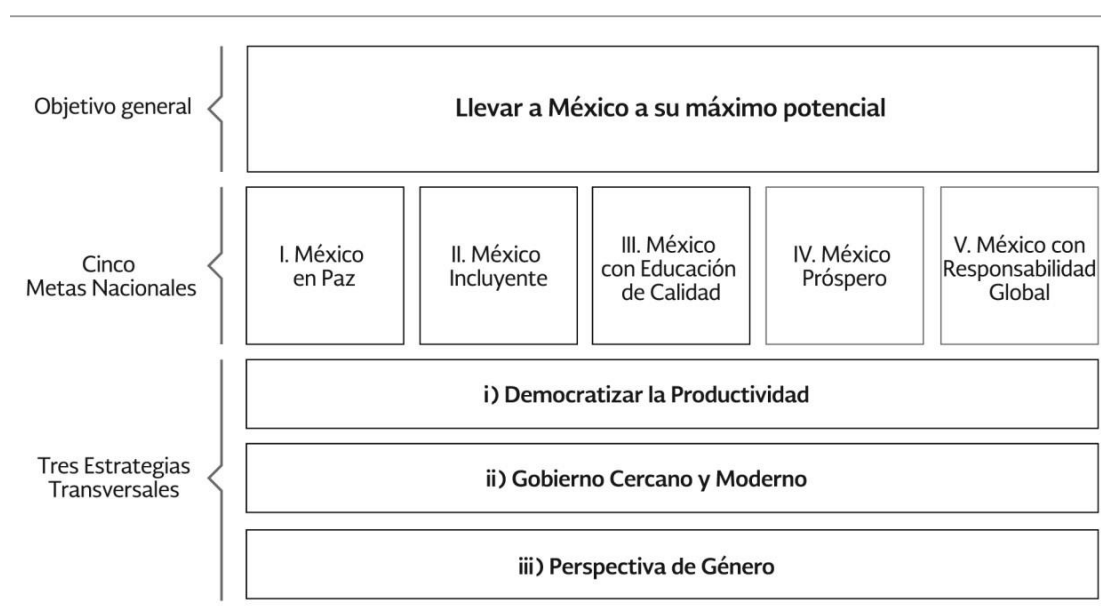 Objetivo general
Llevar a México a su máximo potencial
Cinco
Metas Nacionales
I. México
en Paz
II. México
Incluyente
III. México
con Educación
de Calidad
IV. México
Próspero
V. México con
Responsabilidad
Global
Tres Estrategias
Transversales
i) Democratizar la Productividad
ii) Gobierno Cercano y Moderno
iii) Perspectiva de Género